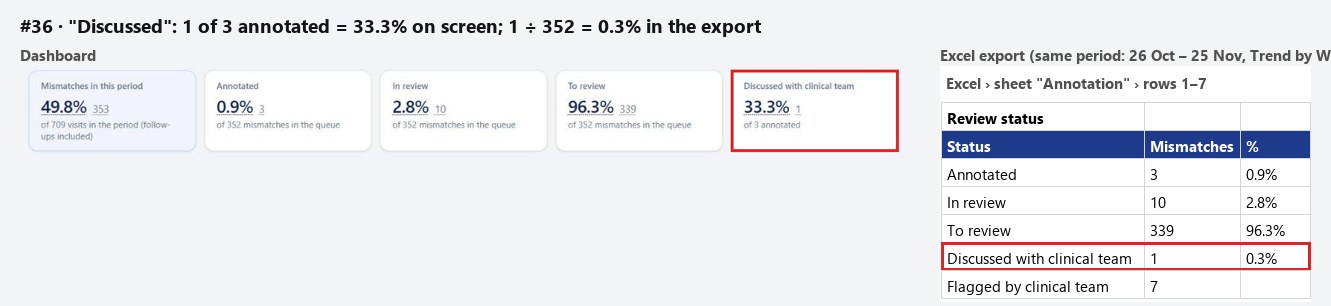 #36 · "Discussed": 1 of 3 annotated = 33.3% on screen; 1 ÷ 352 = 0.3% in the export
Dashboard
Mismatches in this period
49.8% 353
of 709 visits in the period (follow-
ups included)
Annotated
0.9% 3
of 352 mismatches in the queue
In review
2.8% 10
of 352 mismatches in the queue
To review
96.3% 339
of 352 mismatches in the queue
Discussed with clinical team
33.3% 1
of 3 annotated
Excel export (same period: 26 Oct – 25 Nov, Trend by W
Excel › sheet "Annotation" › rows 1–7
Review status
Status Mismatches %
Annotated 3 0.9%
In review 10 2.8%
To review 339 96.3%
Discussed with clinical team 1 0.3%
Flagged by clinical team 7